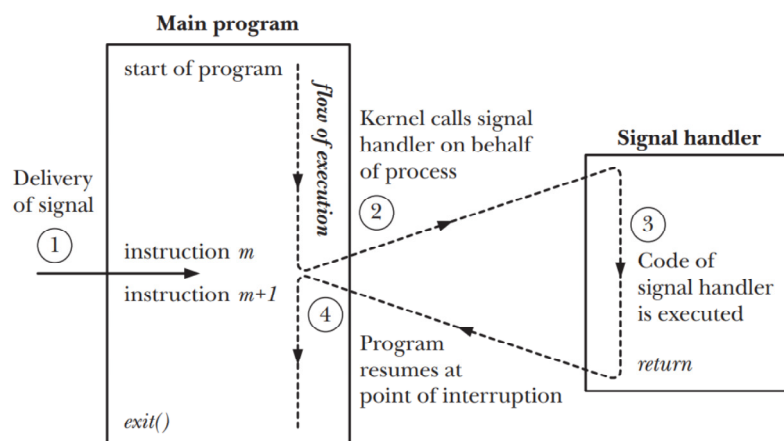 Main program
start of program
flow of execution
Kernel calls signal
handler on behalf
of process
2
Signal handler
Delivery
of signal
1
3
instruction m
instruction m+1
Code of
signal handler
is executed
4
Program
resumes at
point of interruption
return
exit()